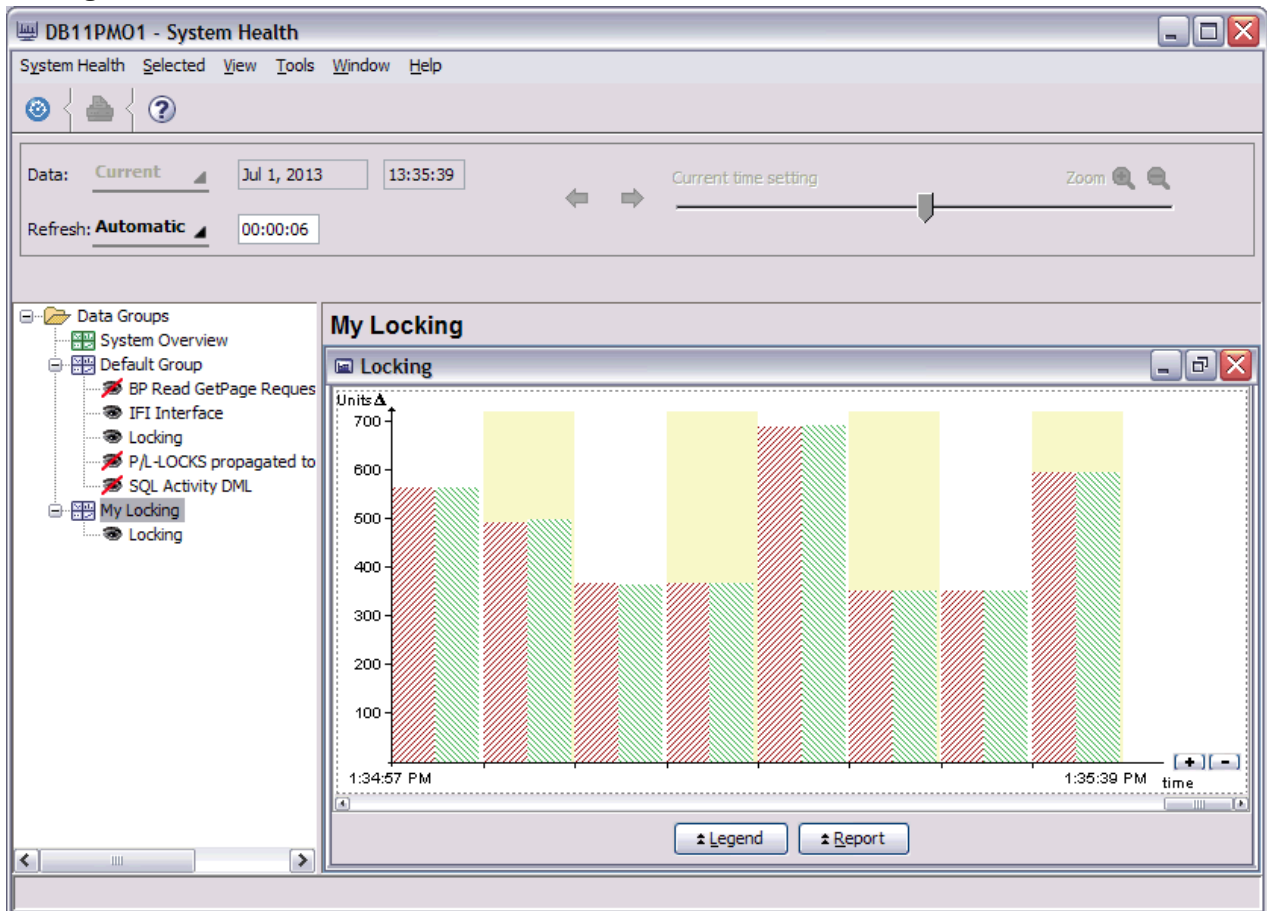 DB11PMO1 - System Health
System Health Selected View Tools Window Help
Data: Current Jul 1, 2013 13:35:39 Current time setting Zoom
Refresh: Automatic 00:00:06
Data Groups
System Overview
Default Group
BP Read GetPage Reques
IFI Interface
Locking
P/L-LOCKS propagated to
SQL Activity DML
My Locking
Locking
My Locking
Locking
Units
700
600
500
400
300
200
100
1:34:57 PM 1:35:39 PM time
Legend Report